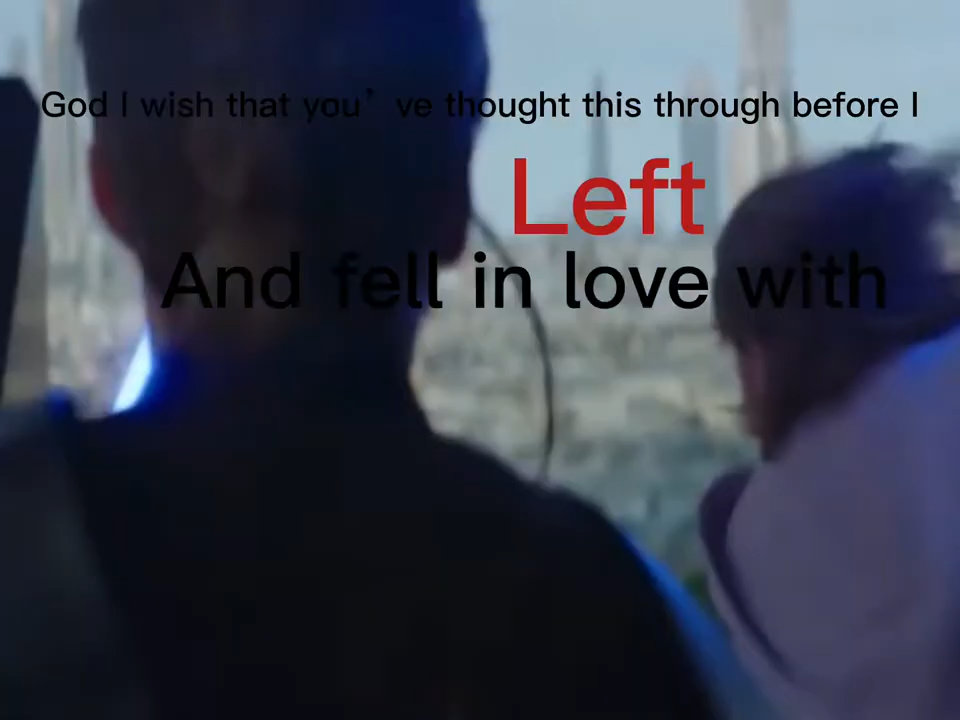 God I wish that you’ve thought this through before I
Left
And fell in love with